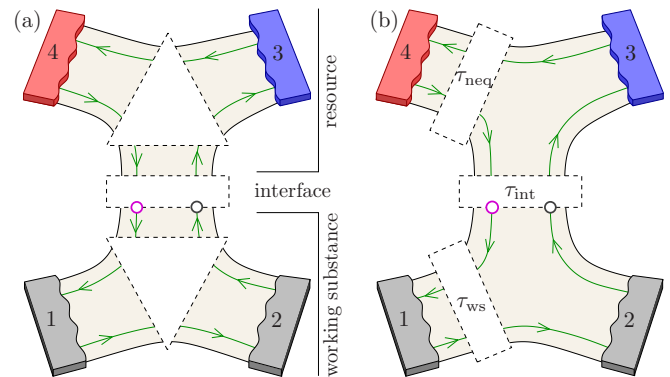 (a)
4
3
resource
interface
working substance
1
2
(b)
4
3
τneq
τint
τws
1
2